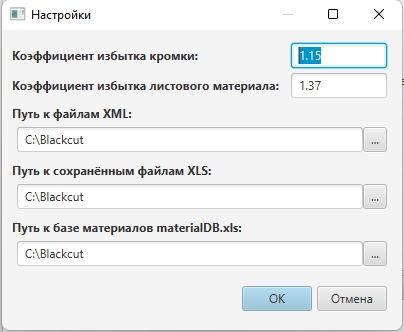 Настройки
Коэффициент избытка кромки:
1.15
Коэффициент избытка листового материала:
1.37
Путь к файлам XML:
C:\Blackcut
...
Путь к сохранённым файлам XLS:
C:\Blackcut
...
Путь к базе материалов materialDB.xls:
C:\Blackcut
...
ОК
Отмена